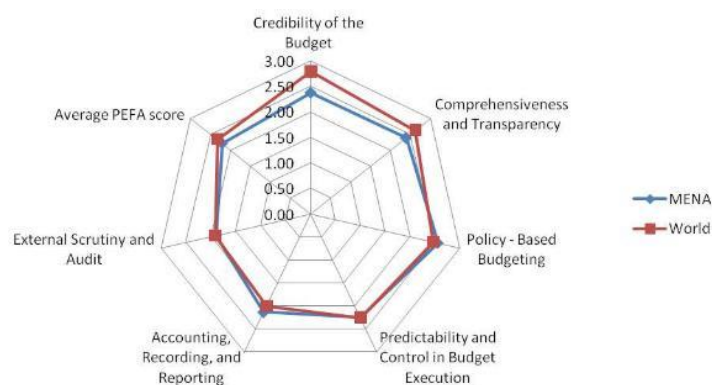 Credibility of the
Budget
3.00
2.50
2.00
1.50
1.00
0.50
0.00
Comprehensiveness
and Transparency
Policy - Based
Budgeting
Predictability and
Control in Budget
Execution
Accounting,
Recording, and
Reporting
External Scrutiny and
Audit
Average PEFA score
MENA
World